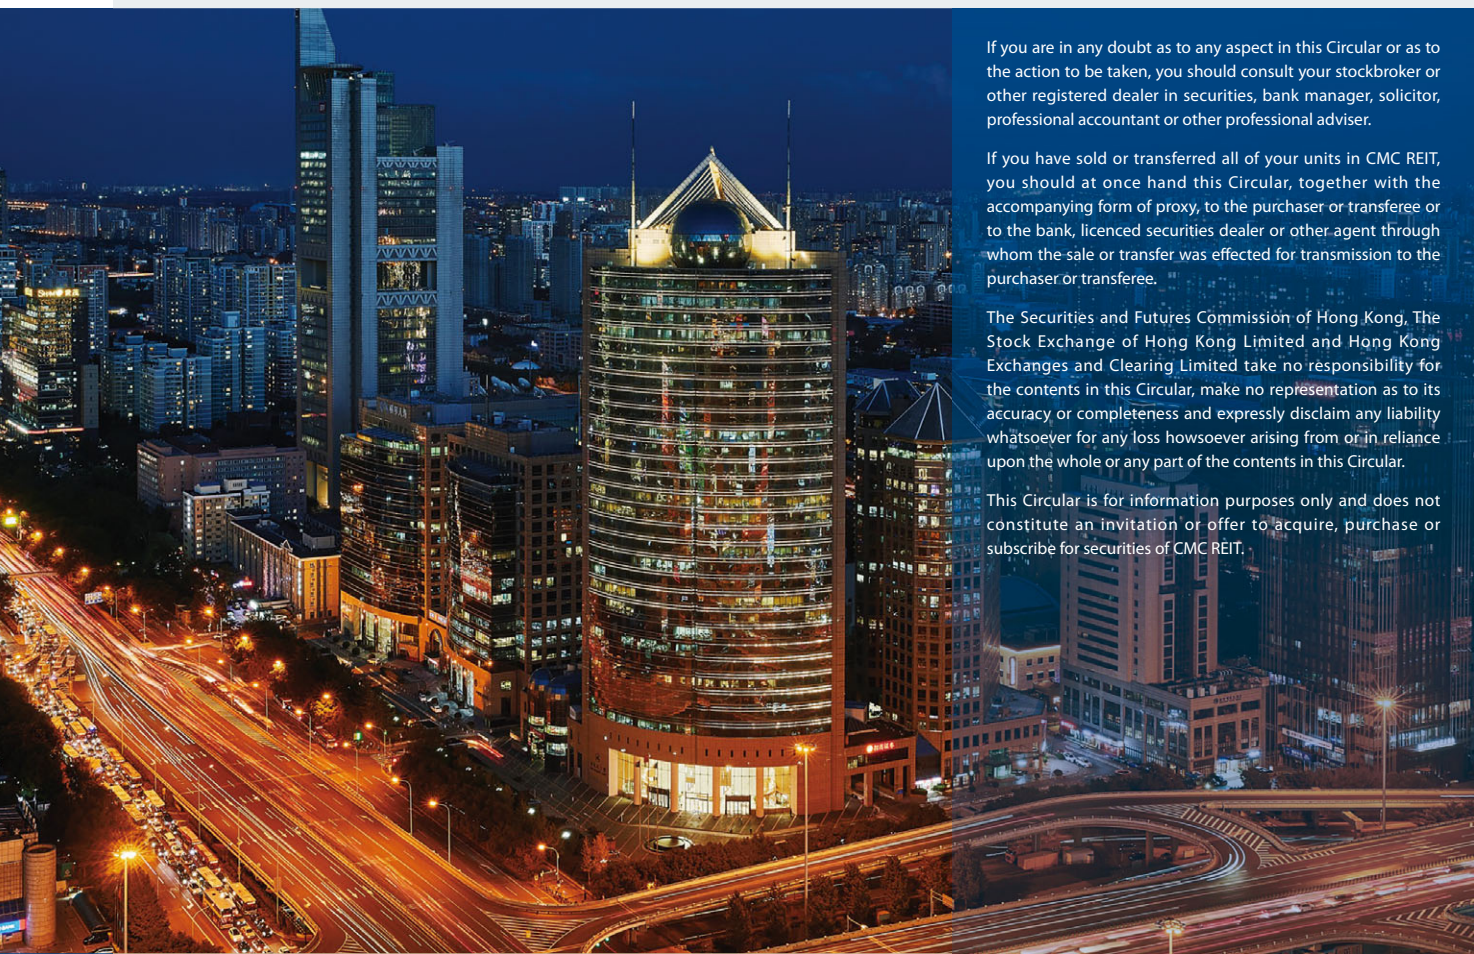 If you are in any doubt as to any aspect in this Circular or as to
the action to be taken, you should consult your stockbroker or
other registered dealer in securities, bank manager, solicitor,
professional accountant or other professional adviser.
If you have sold or transferred all of your units in CMC REIT,
you should at once hand this Circular, together with the
accompanying form of proxy, to the purchaser or transferee or
to the bank, licenced securities dealer or other agent through
whom the sale or transfer was effected for transmission to the
purchaser or transferee.
The Securities and Futures Commission of Hong Kong, The
Stock Exchange of Hong Kong Limited and Hong Kong
Exchanges and Clearing Limited take no responsibility for
the contents in this Circular, make no representation as to its
accuracy or completeness and expressly disclaim any liability
whatsoever for any loss howsoever arising from or in reliance
upon the whole or any part of the contents in this Circular.
This Circular is for information purposes only and does not
constitute an invitation or offer to acquire, purchase or
subscribe for securities of CMC REIT.